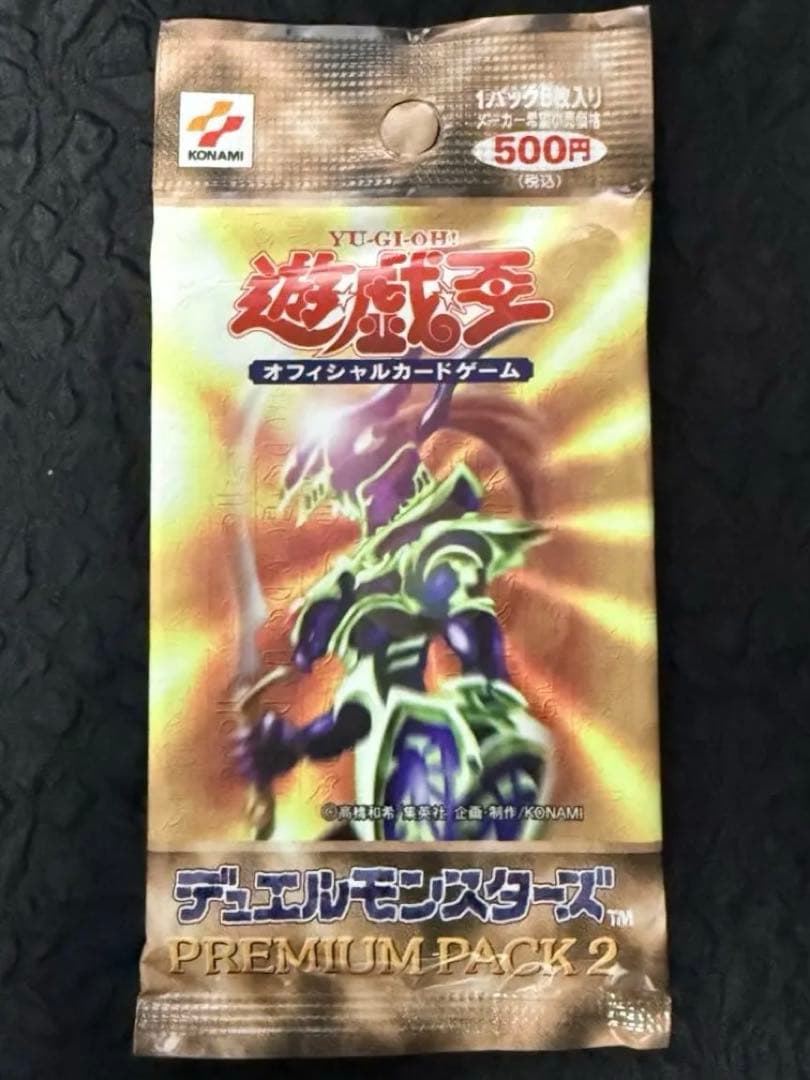 1パック6枚入り
メーカー希望小売価格
500円
(税込)
KONAMI
YU-GI-OH!
遊戯王
オフィシャルカードゲーム
©高橋和希/集英社 企画・制作/KONAMI
デュエルモンスターズ™
PREMIUM PACK 2